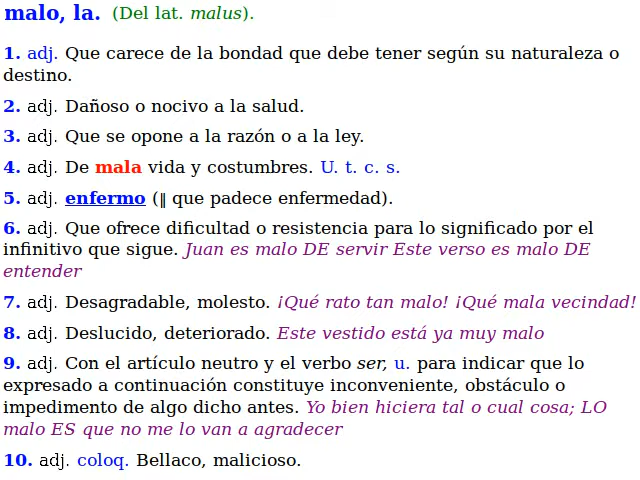 malo, la. (Del lat. malus).
1. adj. Que carece de la bondad que debe tener según su naturaleza o
destino.
2. adj. Dañoso o nocivo a la salud.
3. adj. Que se opone a la razón o a la ley.
4. adj. De mala vida y costumbres. U. t. c. s.
5. adj. enfermo (‖ que padece enfermedad).
6. adj. Que ofrece dificultad o resistencia para lo significado por el
infinitivo que sigue. Juan es malo DE servir Este verso es malo DE
entender
7. adj. Desagradable, molesto. ¡Qué rato tan malo! ¡Qué mala vecindad!
8. adj. Deslucido, deteriorado. Este vestido está ya muy malo
9. adj. Con el artículo neutro y el verbo ser, u. para indicar que lo
expresado a continuación constituye inconveniente, obstáculo o
impedimento de algo dicho antes. Yo bien hiciera tal o cual cosa; LO
malo ES que no me lo van a agradecer
10. adj. coloq. Bellaco, malicioso.